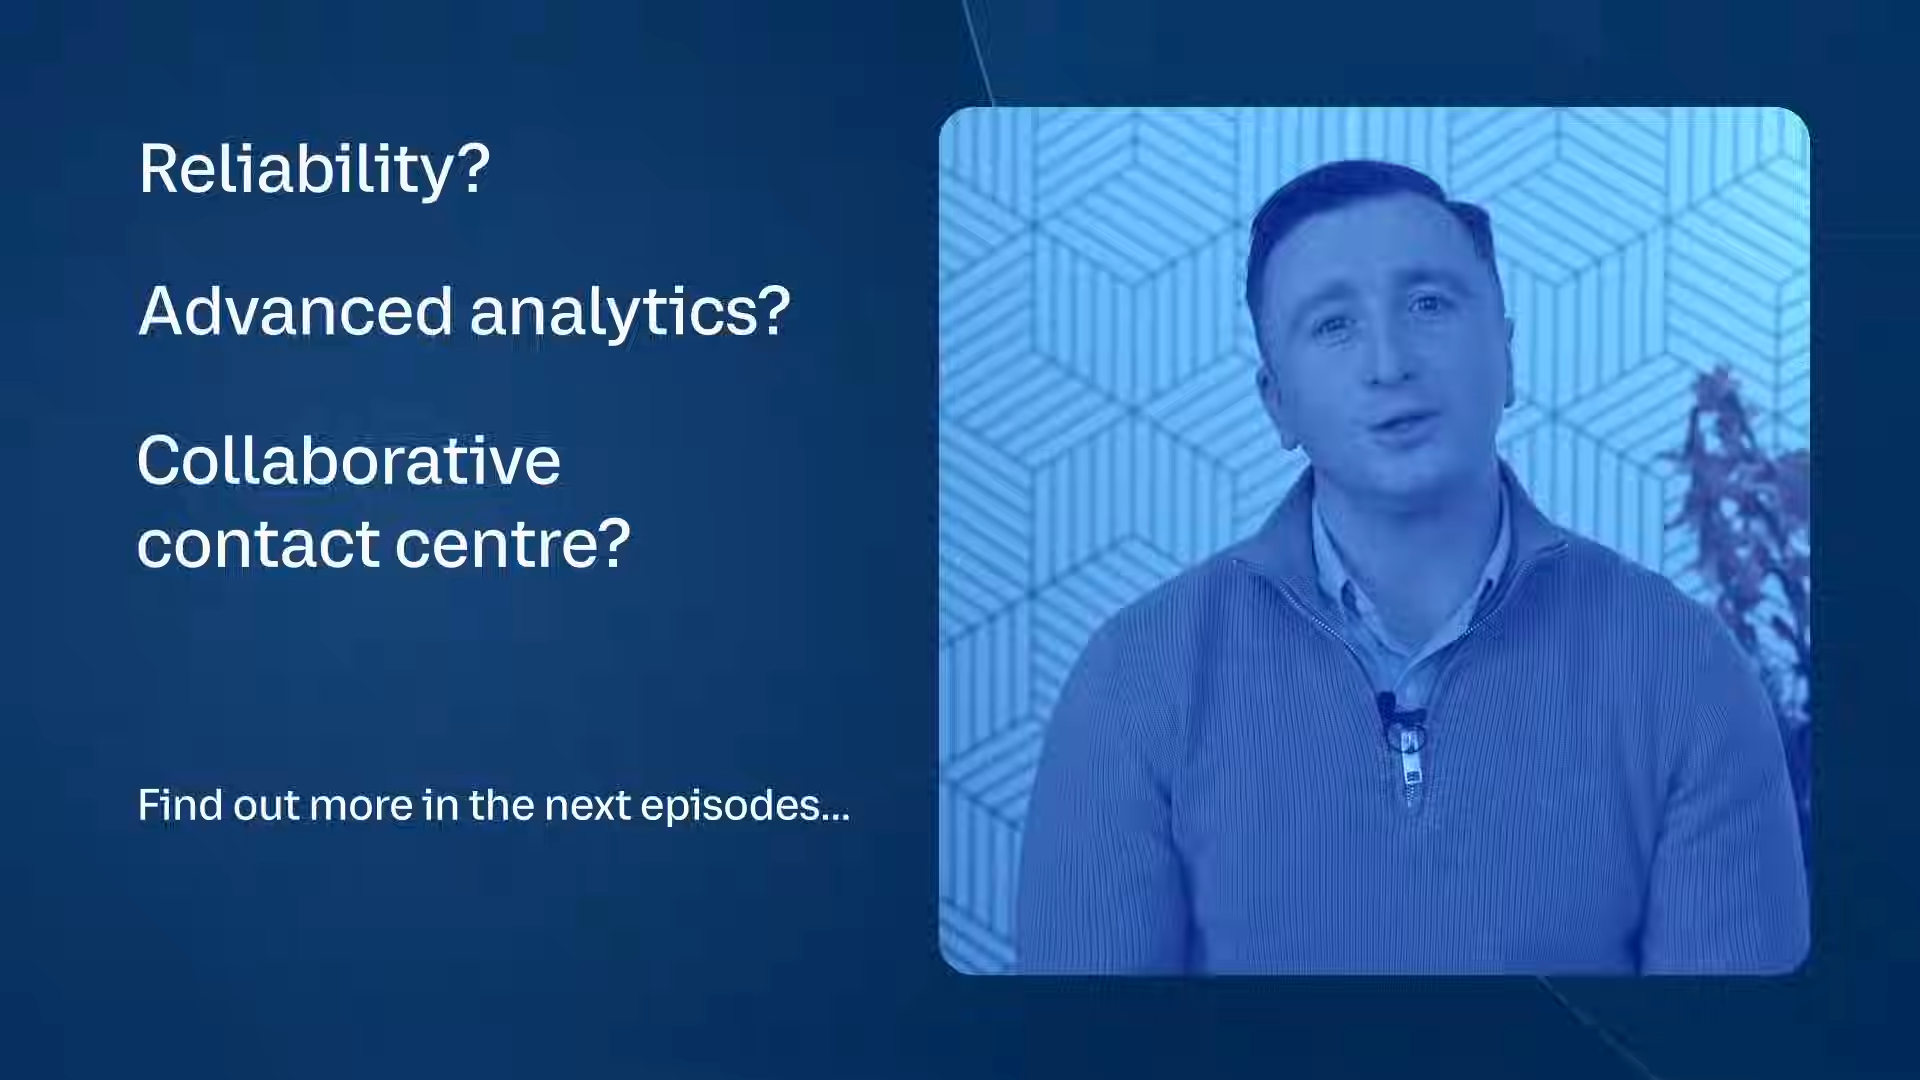 Reliability?
Advanced analytics?
Collaborative
contact centre?
Find out more in the next episodes...